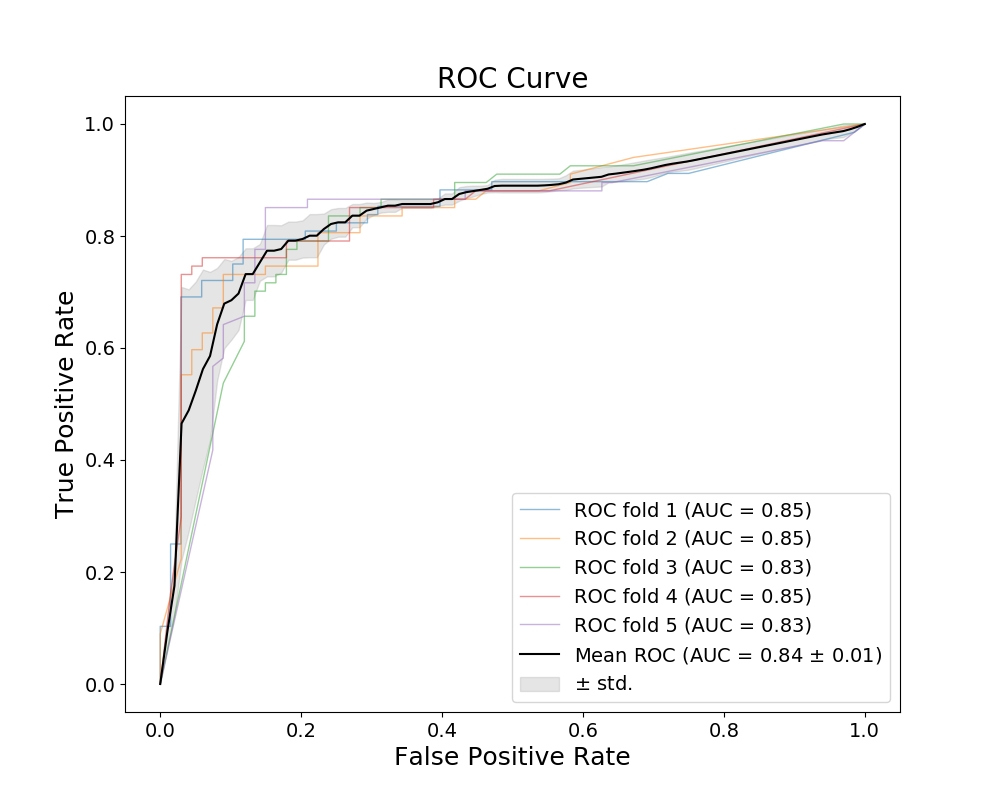 ROC Curve
1.0
0.8
0.6
0.4
0.2
0.0
True Positive Rate
ROC fold 1 (AUC = 0.85)
ROC fold 2 (AUC = 0.85)
ROC fold 3 (AUC = 0.83)
ROC fold 4 (AUC = 0.85)
ROC fold 5 (AUC = 0.83)
Mean ROC (AUC = 0.84 ± 0.01)
± std.
0.0 0.2 0.4 0.6 0.8 1.0
False Positive Rate